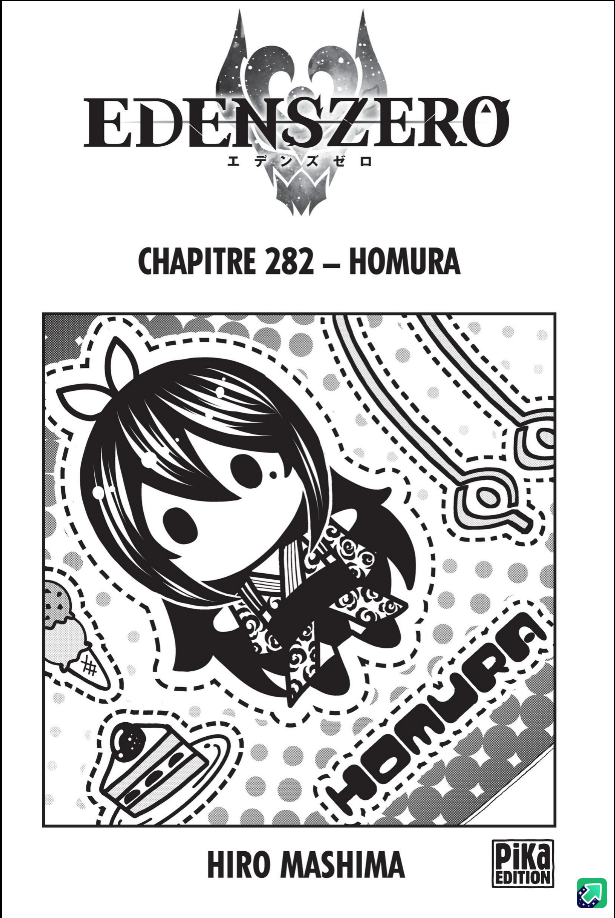 EDENSZERO
エデンズゼロ
CHAPITRE 282 – HOMURA
HOMURA
HIRO MASHIMA
PIKA
EDITION